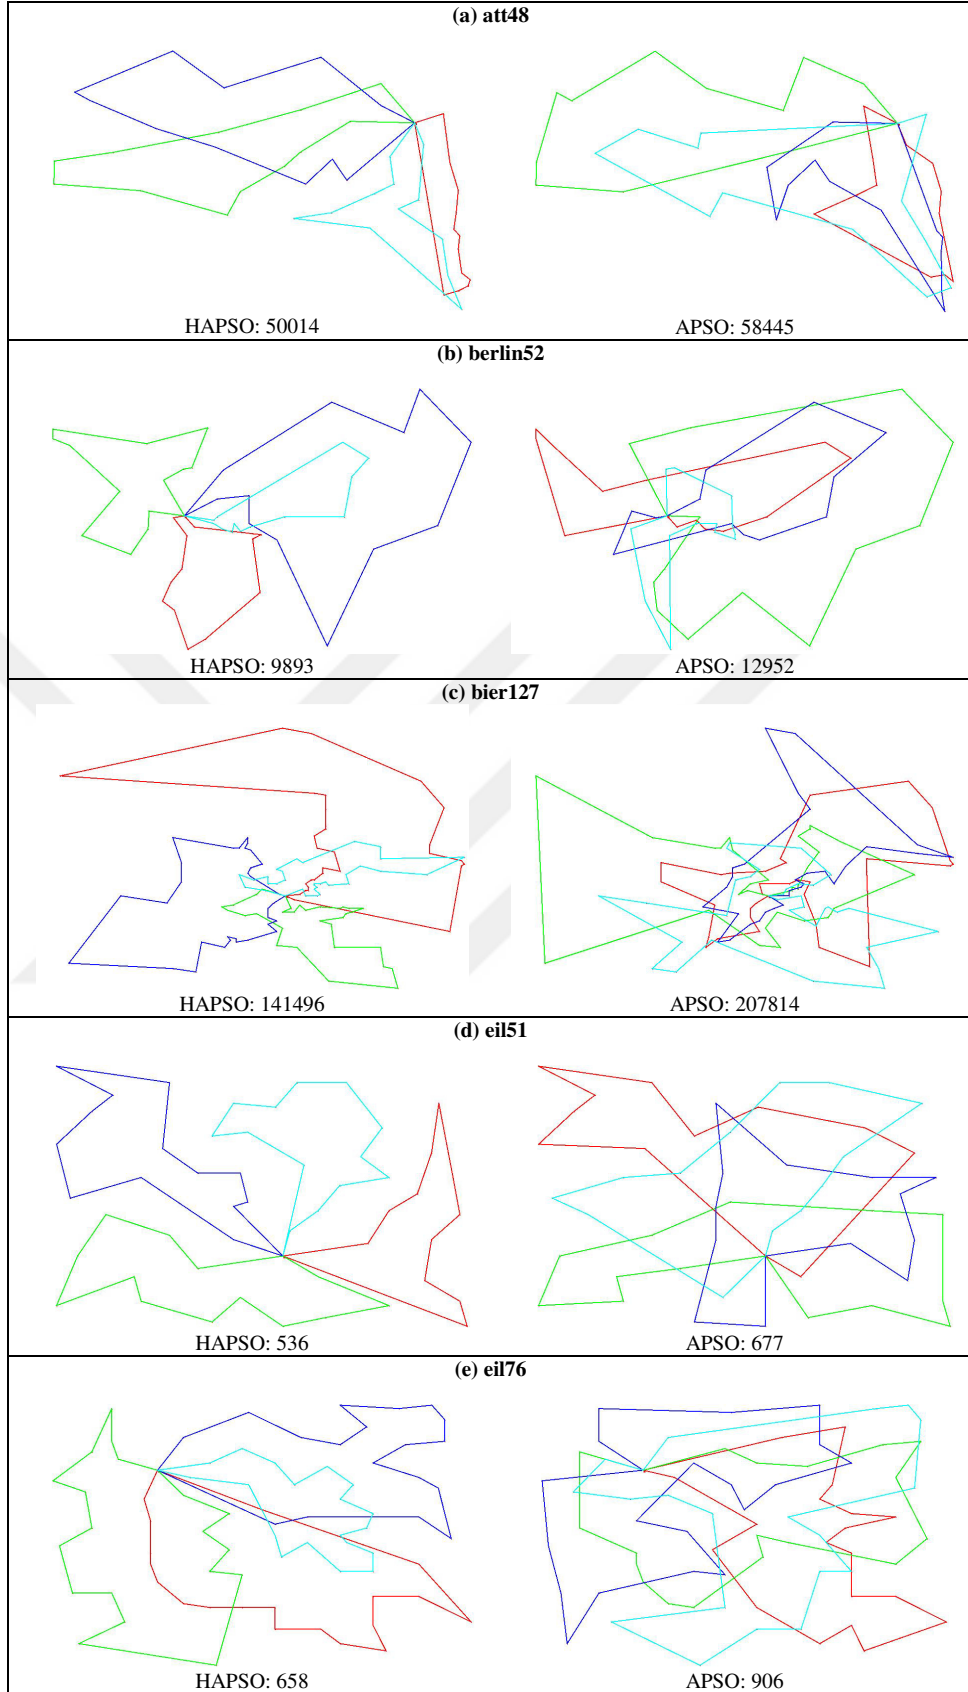 (a) att48
HAPSO: 50014
APSO: 58445
(b) berlin52
HAPSO: 9893
APSO: 12952
(c) bier127
HAPSO: 141496
APSO: 207814
(d) eil51
HAPSO: 536
APSO: 677
(e) eil76
HAPSO: 658
APSO: 906